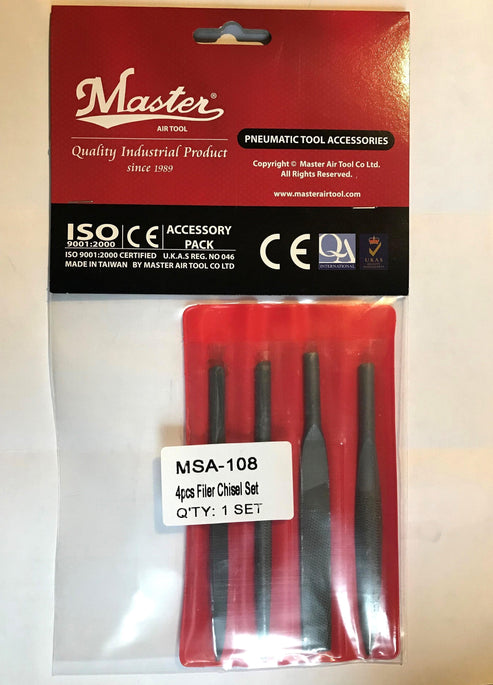 Master®
AIR TOOL
Quality Industrial Product
since 1989
PNEUMATIC TOOL ACCESSORIES
Copyright © Master Air Tool Co Ltd.
All Rights Reserved.
www.masterairtool.com
ISO
9001:2000
CE
ACCESSORY
PACK
ISO 9001:2000 CERTIFIED U.K.A.S REG. NO 046
MADE IN TAIWAN BY MASTER AIR TOOL CO LTD
CE
QA
INTERNATIONAL
UKAS
MSA-108
4pcs Filer Chisel Set
Q'TY: 1 SET